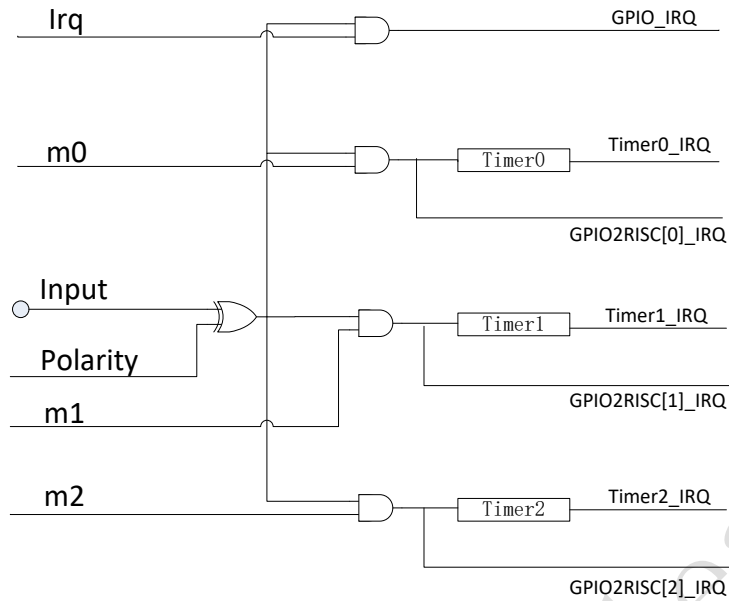 Irq
GPIO_IRQ
m0
Timer0
Timer0_IRQ
GPIO2RISC[0]_IRQ
Input
Timer1
Timer1_IRQ
Polarity
GPIO2RISC[1]_IRQ
m1
m2
Timer2
Timer2_IRQ
GPIO2RISC[2]_IRQ